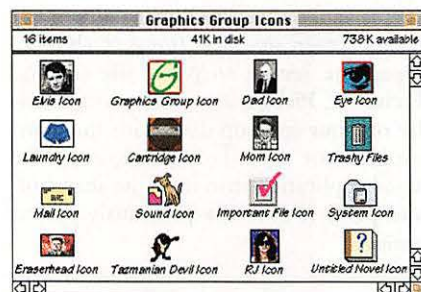 Graphics Group Icons
16 items 41K in disk 738K available
Elvis Icon Graphics Group Icon Dad Icon Eye Icon
Laundry Icon Cartridge Icon Mom Icon Trashy Files
Mail Icon Sound Icon Important File Icon System Icon
Eraserhead Icon Tazmanian Devil Icon RJ Icon Untitled Novel Icon